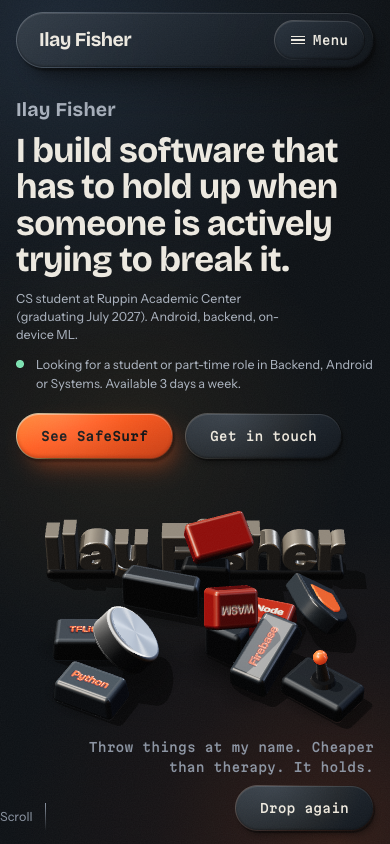 Ilay Fisher
Menu
Ilay Fisher
I build software that
has to hold up when
someone is actively
trying to break it.
CS student at Ruppin Academic Center
(graduating July 2027). Android, backend, on-
device ML.
Looking for a student or part-time role in Backend, Android
or Systems. Available 3 days a week.
See SafeSurf
Get in touch
Ilay Fisher
WASM
Node
Firebase
Python
Throw things at my name. Cheaper
than therapy. It holds.
Scroll
Drop again